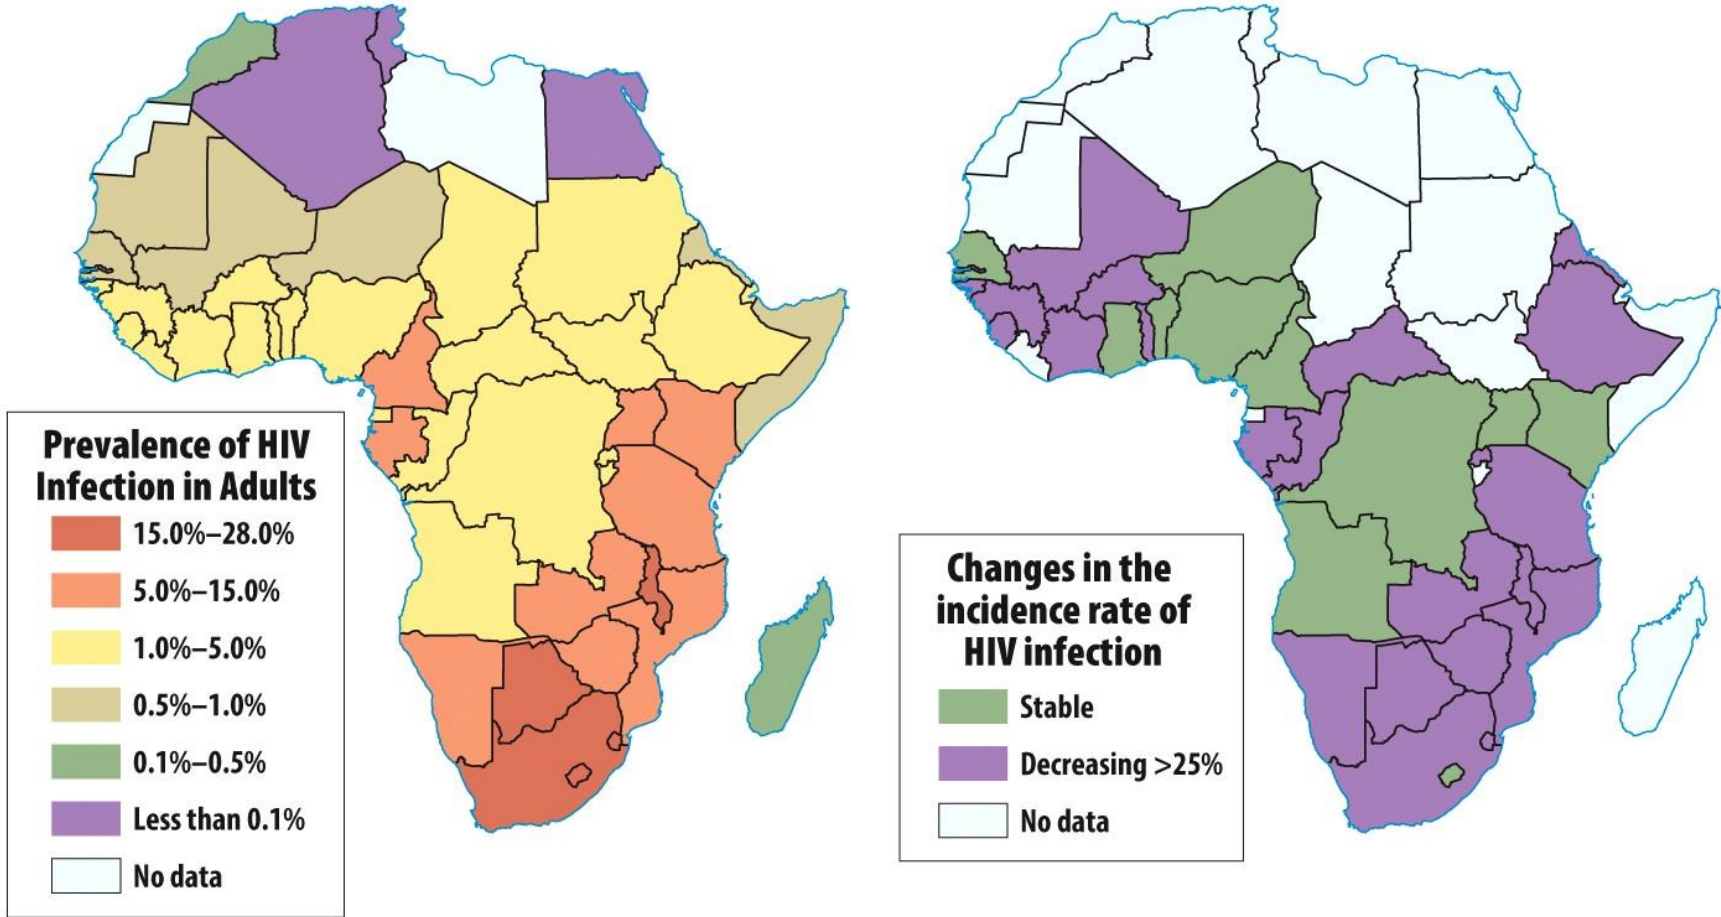 Prevalence of HIV
Infection in Adults
15.0%–28.0%
5.0%–15.0%
1.0%–5.0%
0.5%–1.0%
0.1%–0.5%
Less than 0.1%
No data
Changes in the
incidence rate of
HIV infection
Stable
Decreasing >25%
No data